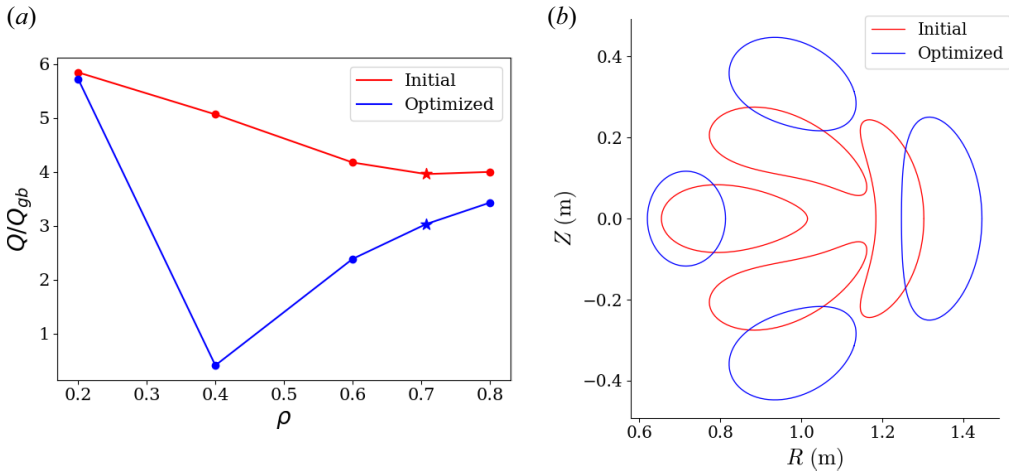 (a)
6
5
4
3
2
1
Q/Q_{gb}
Initial
Optimized
0.2 0.3 0.4 0.5 0.6 0.7 0.8
ρ
(b)
Initial
Optimized
0.4
0.2
0.0
−0.2
−0.4
Z (m)
0.6 0.8 1.0 1.2 1.4
R (m)